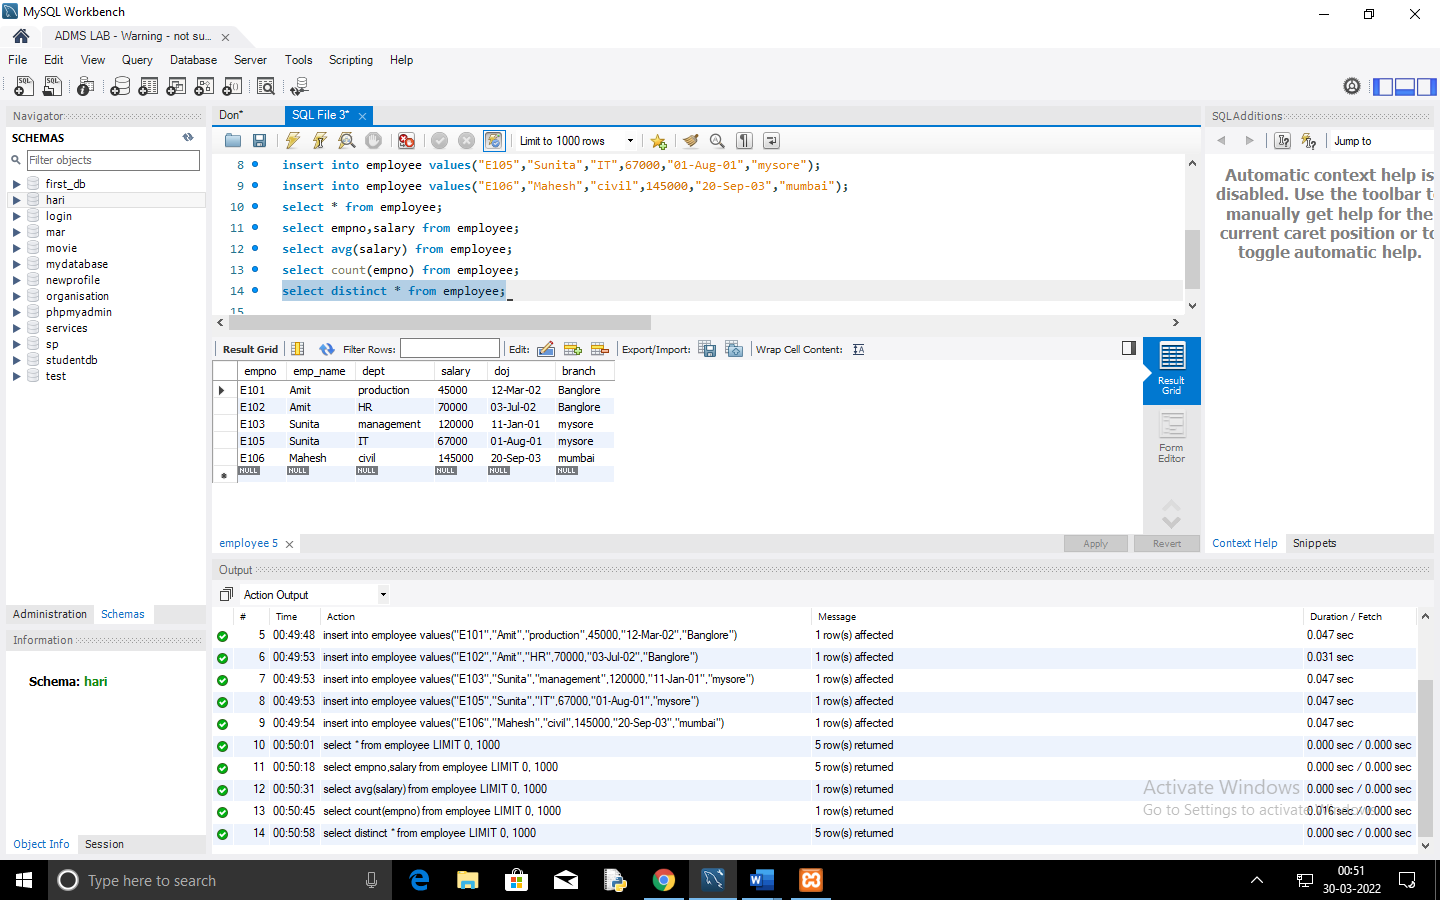 MySQL Workbench
ADMS LAB - Warning - not su...
File Edit View Query Database Server Tools Scripting Help
Navigator
SCHEMAS
Filter objects
first_db
hari
login
mar
movie
mydatabase
newprofile
organisation
phpmyadmin
services
sp
studentdb
test
Administration Schemas
Information
Schema: hari
Object Info Session
Don* SQL File 3*
Limit to 1000 rows
8 insert into employee values("E105","Sunita","IT",67000,"01-Aug-01","mysore");
9 insert into employee values("E106","Mahesh","civil",145000,"20-Sep-03","mumbai");
10 select * from employee;
11 select empno,salary from employee;
12 select avg(salary) from employee;
13 select count(empno) from employee;
14 select distinct * from employee;
15
Result Grid Filter Rows: Edit: Export/Import: Wrap Cell Content: IA
empno emp_name dept salary doj branch
E101 Amit production 45000 12-Mar-02 Banglore
E102 Amit HR 70000 03-Jul-02 Banglore
E103 Sunita management 120000 11-Jan-01 mysore
E105 Sunita IT 67000 01-Aug-01 mysore
E106 Mahesh civil 145000 20-Sep-03 mumbai
NULL NULL NULL NULL NULL NULL
Result Grid
Form Editor
employee 5
Apply Revert
SQLAdditions
Jump to
Automatic context help is
disabled. Use the toolbar t
manually get help for the
current caret position or to
toggle automatic help.
Context Help Snippets
Output
Action Output
# Time Action Message Duration / Fetch
5 00:49:48 insert into employee values("E101","Amit","production",45000,"12-Mar-02","Banglore") 1 row(s) affected 0.047 sec
6 00:49:53 insert into employee values("E102","Amit","HR",70000,"03-Jul-02","Banglore") 1 row(s) affected 0.031 sec
7 00:49:53 insert into employee values("E103","Sunita","management",120000,"11-Jan-01","mysore") 1 row(s) affected 0.047 sec
8 00:49:53 insert into employee values("E105","Sunita","IT",67000,"01-Aug-01","mysore") 1 row(s) affected 0.047 sec
9 00:49:54 insert into employee values("E106","Mahesh","civil",145000,"20-Sep-03","mumbai") 1 row(s) affected 0.047 sec
10 00:50:01 select * from employee LIMIT 0, 1000 5 row(s) returned 0.000 sec / 0.000 sec
11 00:50:18 select empno,salary from employee LIMIT 0, 1000 5 row(s) returned 0.000 sec / 0.000 sec
12 00:50:31 select avg(salary) from employee LIMIT 0, 1000 1 row(s) returned 0.000 sec / 0.000 sec
13 00:50:45 select count(empno) from employee LIMIT 0, 1000 1 row(s) returned 0.016 sec / 0.000 sec
14 00:50:58 select distinct * from employee LIMIT 0, 1000 5 row(s) returned 0.000 sec / 0.000 sec
Activate Windows
Go to Settings to activate Windows.
Type here to search
00:51
30-03-2022